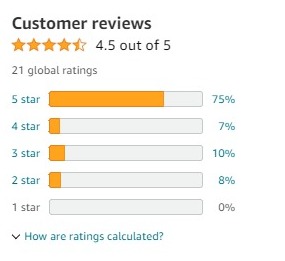 Customer reviews
4.5 out of 5
21 global ratings
5 star 75%
4 star 7%
3 star 10%
2 star 8%
1 star 0%
How are ratings calculated?